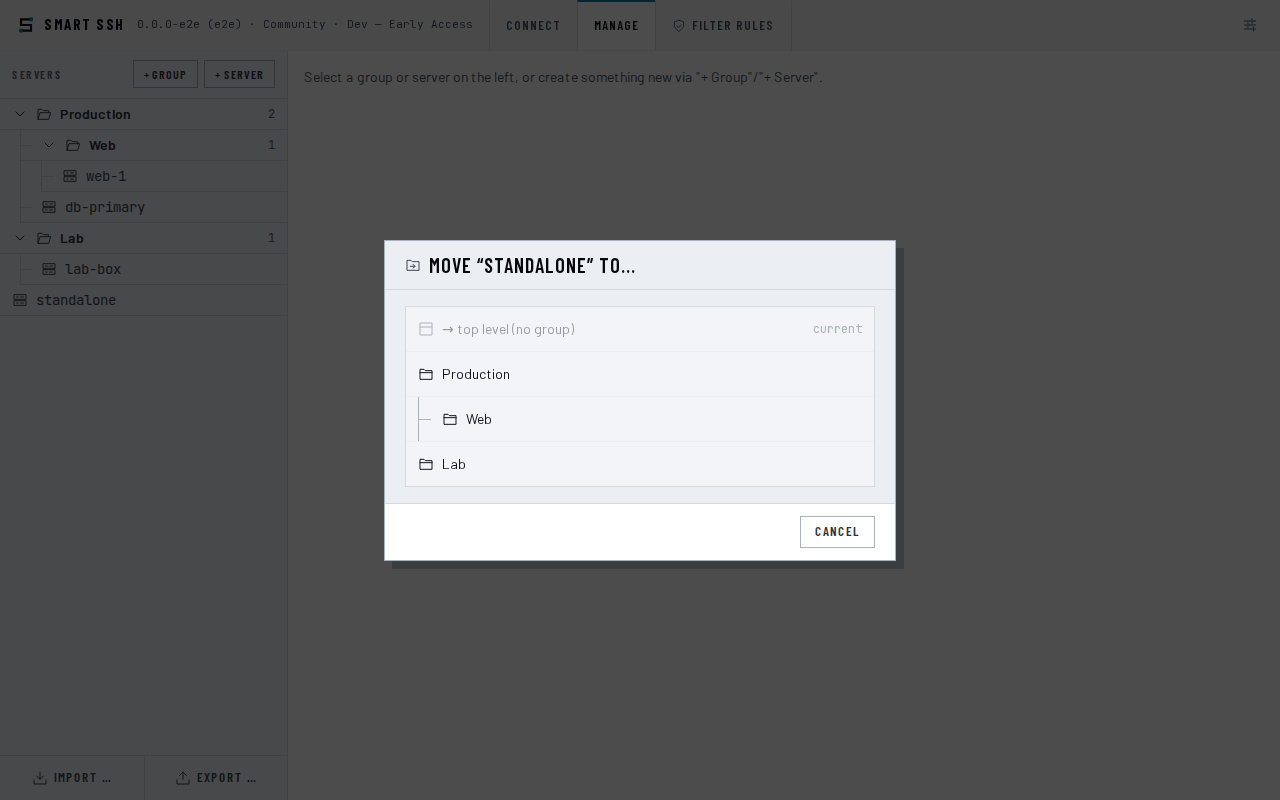 SMART SSH 0.0.0-e2e (e2e) · Community · Dev — Early Access CONNECT MANAGE FILTER RULES
SERVERS +GROUP +SERVER
Select a group or server on the left, or create something new via "+ Group"/"+ Server".
Production 2
Web 1
web-1
db-primary
Lab 1
lab-box
standalone
MOVE “STANDALONE” TO…
→ top level (no group) current
Production
Web
Lab
CANCEL
IMPORT … EXPORT …